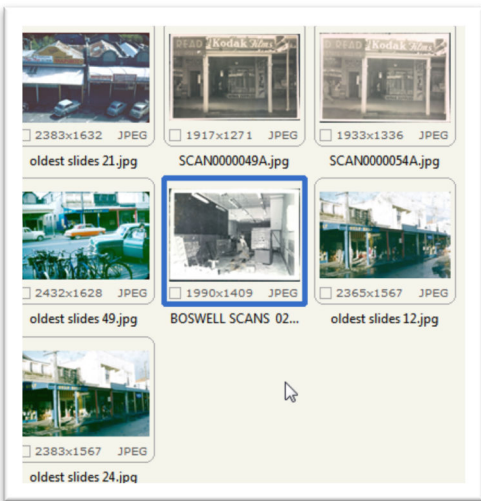 READ Kodak FILMS
READ Kodak FILMS
2383x1632 JPEG
1917x1271 JPEG
1933x1336 JPEG
oldest slides 21.jpg
SCAN0000049A.jpg
SCAN0000054A.jpg
2432x1628 JPEG
1990x1409 JPEG
2365x1567 JPEG
oldest slides 49.jpg
BOSWELL SCANS 02...
oldest slides 12.jpg
2383x1567 JPEG
oldest slides 24.jpg